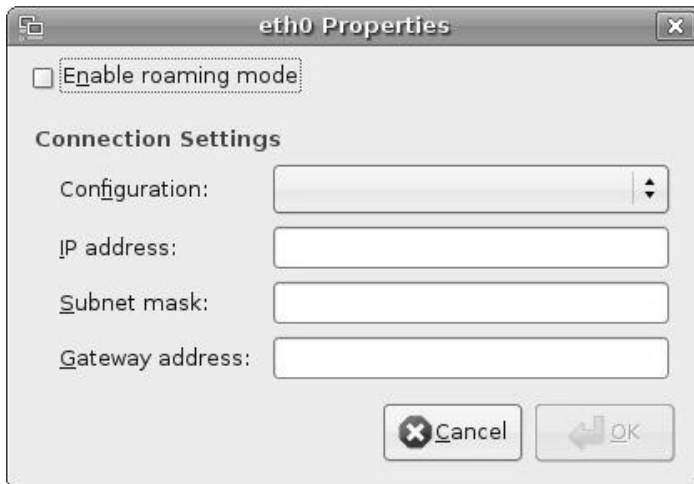 eth0 Properties
Enable roaming mode
Connection Settings
Configuration:
IP address:
Subnet mask:
Gateway address:
Cancel OK